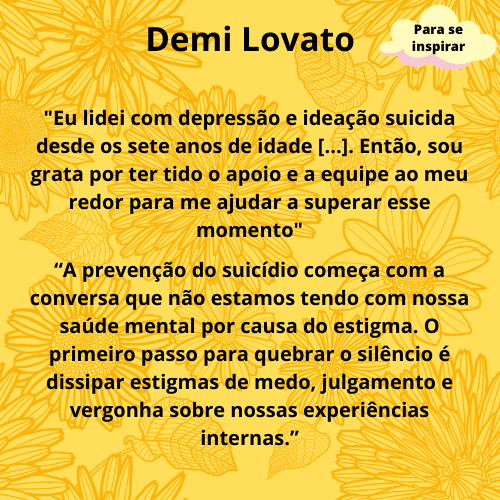 Demi Lovato
Para se
inspirar
"Eu lidei com depressão e ideação suicida
desde os sete anos de idade [...]. Então, sou
grata por ter tido o apoio e a equipe ao meu
redor para me ajudar a superar esse
momento"
“A prevenção do suicídio começa com a
conversa que não estamos tendo com nossa
saúde mental por causa do estigma. O
primeiro passo para quebrar o silêncio é
dissipar estigmas de medo, julgamento e
vergonha sobre nossas experiências
internas.”